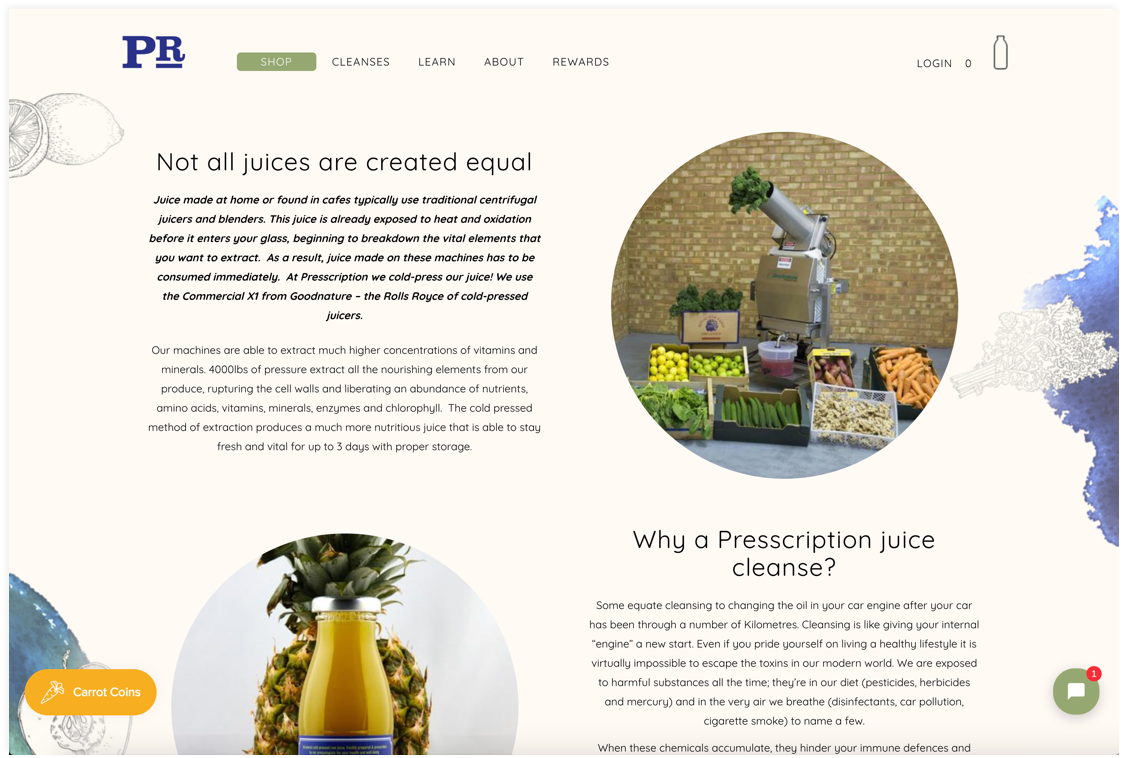 PR
SHOP
CLEANSES
LEARN
ABOUT
REWARDS
LOGIN 0
Not all juices are created equal
Juice made at home or found in cafes typically use traditional centrifugal
juicers and blenders. This juice is already exposed to heat and oxidation
before it enters your glass, beginning to breakdown the vital elements that
you want to extract.  As a result, juice made on these machines has to be
consumed immediately.  At Presscription we cold-press our juice! We use
the Commercial X1 from Goodnature – the Rolls Royce of cold-pressed
juicers.
Our machines are able to extract much higher concentrations of vitamins and
minerals. 4000lbs of pressure extract all the nourishing elements from our
produce, rupturing the cell walls and liberating an abundance of nutrients,
amino acids, vitamins, minerals, enzymes and chlorophyll.  The cold pressed
method of extraction produces a much more nutritious juice that is able to stay
fresh and vital for up to 3 days with proper storage.
Why a Presscription juice
cleanse?
Some equate cleansing to changing the oil in your car engine after your car
has been through a number of Kilometres. Cleansing is like giving your internal
“engine” a new start. Even if you pride yourself on living a healthy lifestyle it is
virtually impossible to escape the toxins in our modern world. We are exposed
to harmful substances all the time; they’re in our diet (pesticides, herbicides
and mercury) and in the very air we breathe (disinfectants, car pollution,
cigarette smoke) to name a few.
When these chemicals accumulate, they hinder your immune defences and
Carrot Coins
1